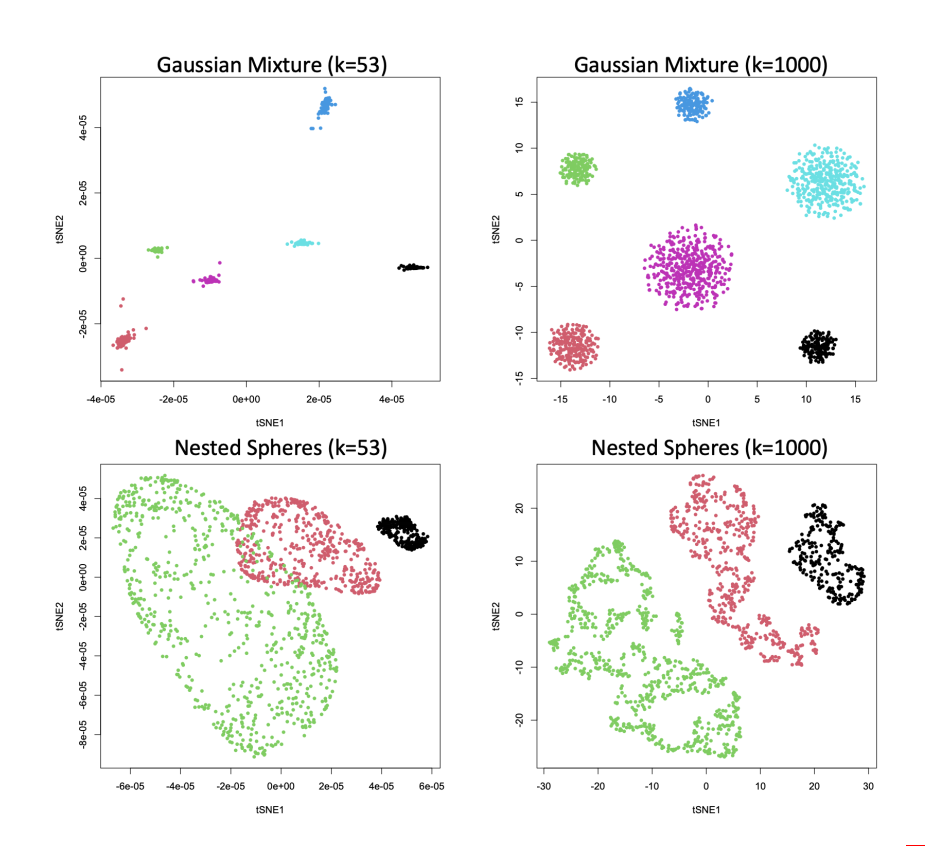 Gaussian Mixture (k=53)
4e-05
2e-05
0e+00
-2e-05
tSNE2
-4e-05 -2e-05 0e+00 2e-05 4e-05
tSNE1
Gaussian Mixture (k=1000)
15
10
5
0
-5
-10
-15
tSNE2
-15 -10 -5 0 5 10 15
tSNE1
Nested Spheres (k=53)
4e-05
2e-05
0e+00
-2e-05
-4e-05
-6e-05
-8e-05
tSNE2
-6e-05 -4e-05 -2e-05 0e+00 2e-05 4e-05 6e-05
tSNE1
Nested Spheres (k=1000)
20
10
0
-10
-20
tSNE2
-30 -20 -10 0 10 20 30
tSNE1